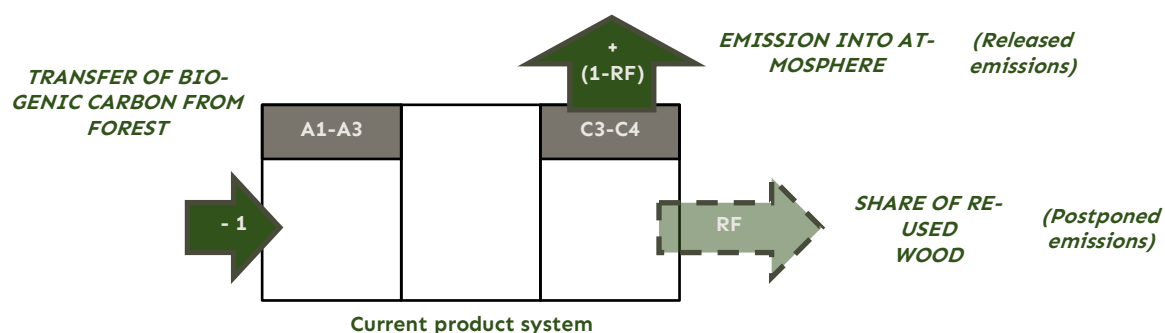 TRANSFER OF BIO-
GENIC CARBON FROM
FOREST
- 1
A1-A3
+
(1-RF)
C3-C4
EMISSION INTO AT-
MOSPHERE
(Released
emissions)
RF
SHARE OF RE-
USED
WOOD
(Postponed
emissions)
Current product system